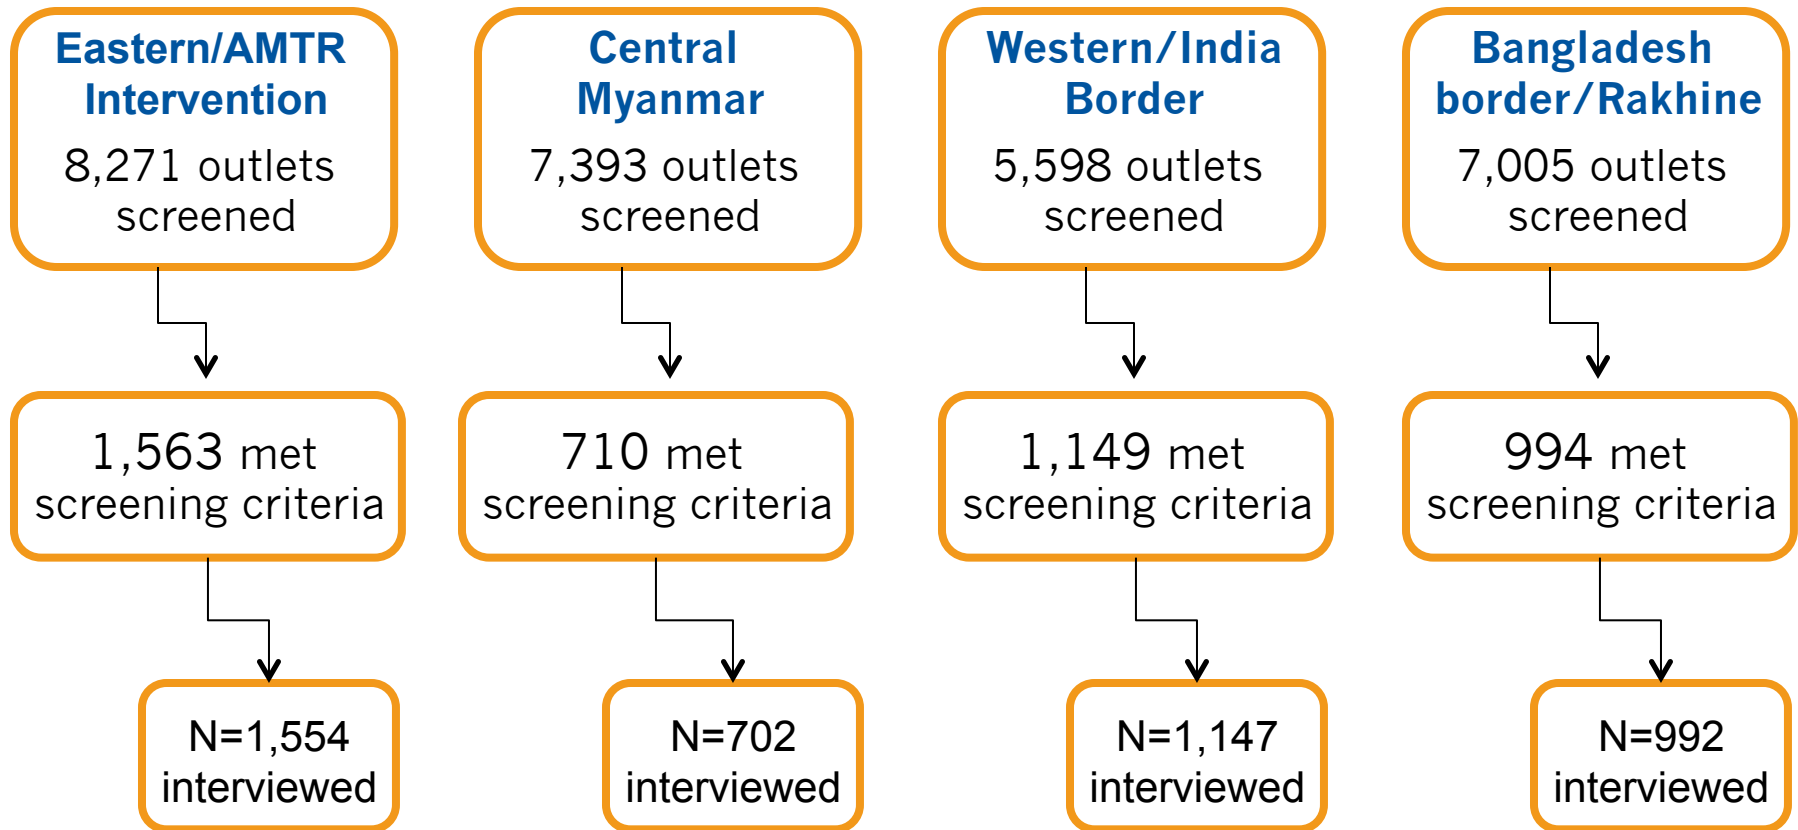 Eastern/AMTR
Intervention
8,271 outlets
screened
Central
Myanmar
7,393 outlets
screened
Western/India
Border
5,598 outlets
screened
Bangladesh
border/Rakhine
7,005 outlets
screened
1,563 met
screening criteria
710 met
screening criteria
1,149 met
screening criteria
994 met
screening criteria
N=1,554
interviewed
N=702
interviewed
N=1,147
interviewed
N=992
interviewed